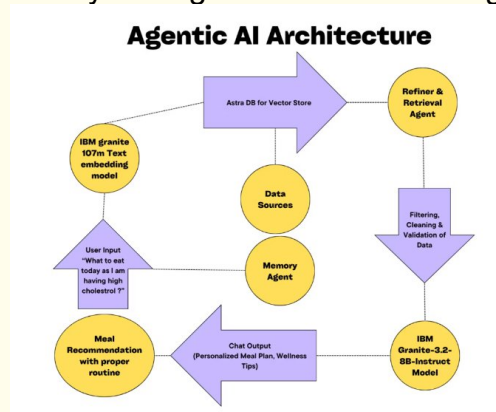 Agentic AI Architecture
Astra DB for Vector Store
Refiner &
Retrieval
Agent
IBM granite
107m Text
embedding
model
Data
Sources
Filtering,
Cleaning &
Validation of
Data
User Input
"What to eat
today as I am
having high
cholestrol ?"
Memory
Agent
Meal
Recommendation
with proper
routine
Chat Output
(Personalized Meal Plan, Wellness
Tips)
IBM
Granite-3.2-
8B-Instruct
Model